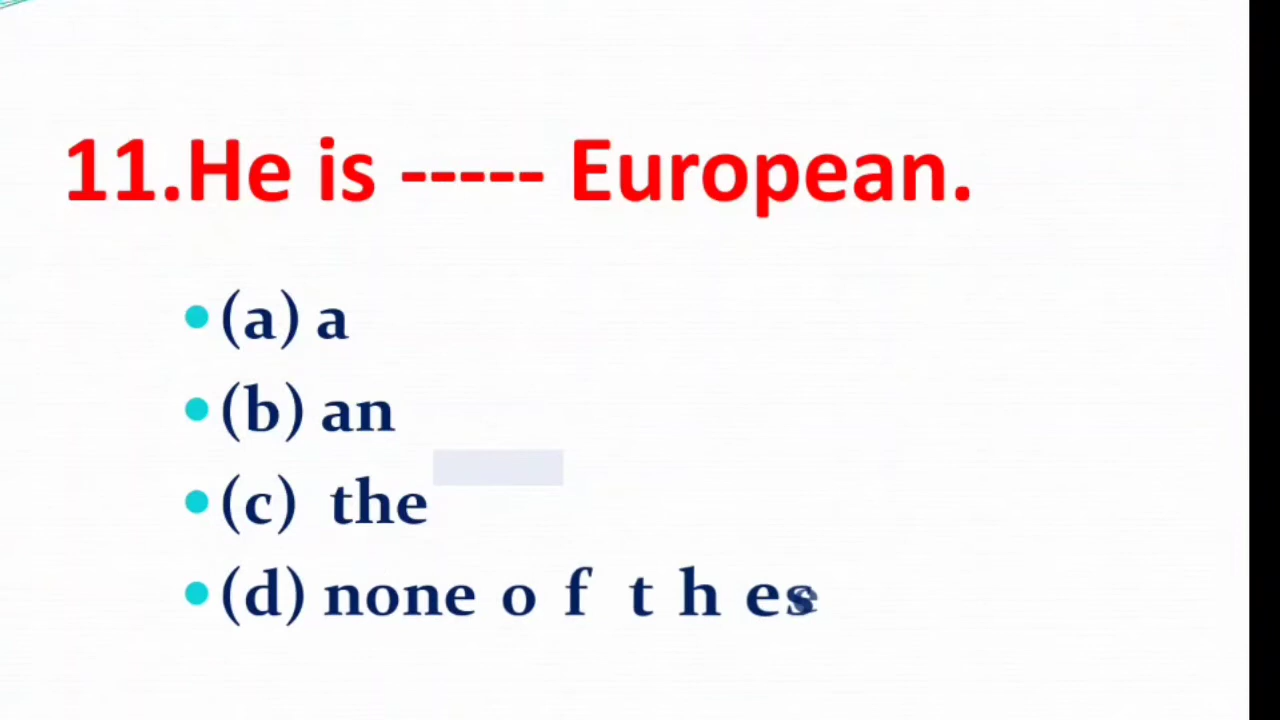 11.He is ----- European.
(a) a
(b) an
(c) the
(d) none o f t h es